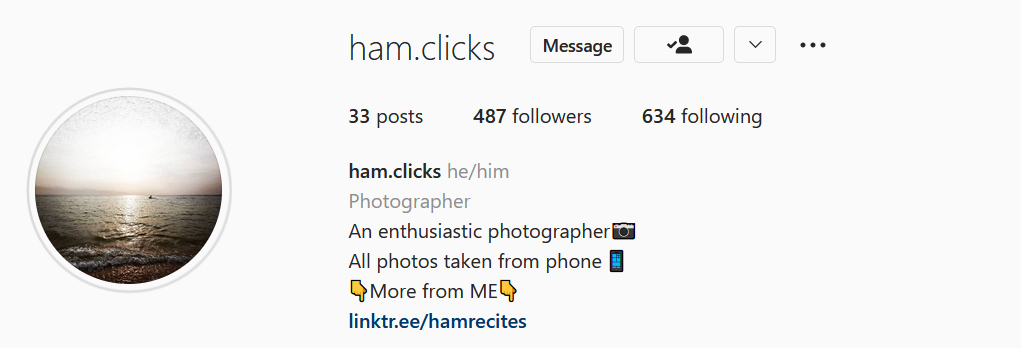 ham.clicks Message
33 posts 487 followers 634 following
ham.clicks he/him
Photographer
An enthusiastic photographer📷
All photos taken from phone 📱
👇More from ME👇
linktr.ee/hamrecites